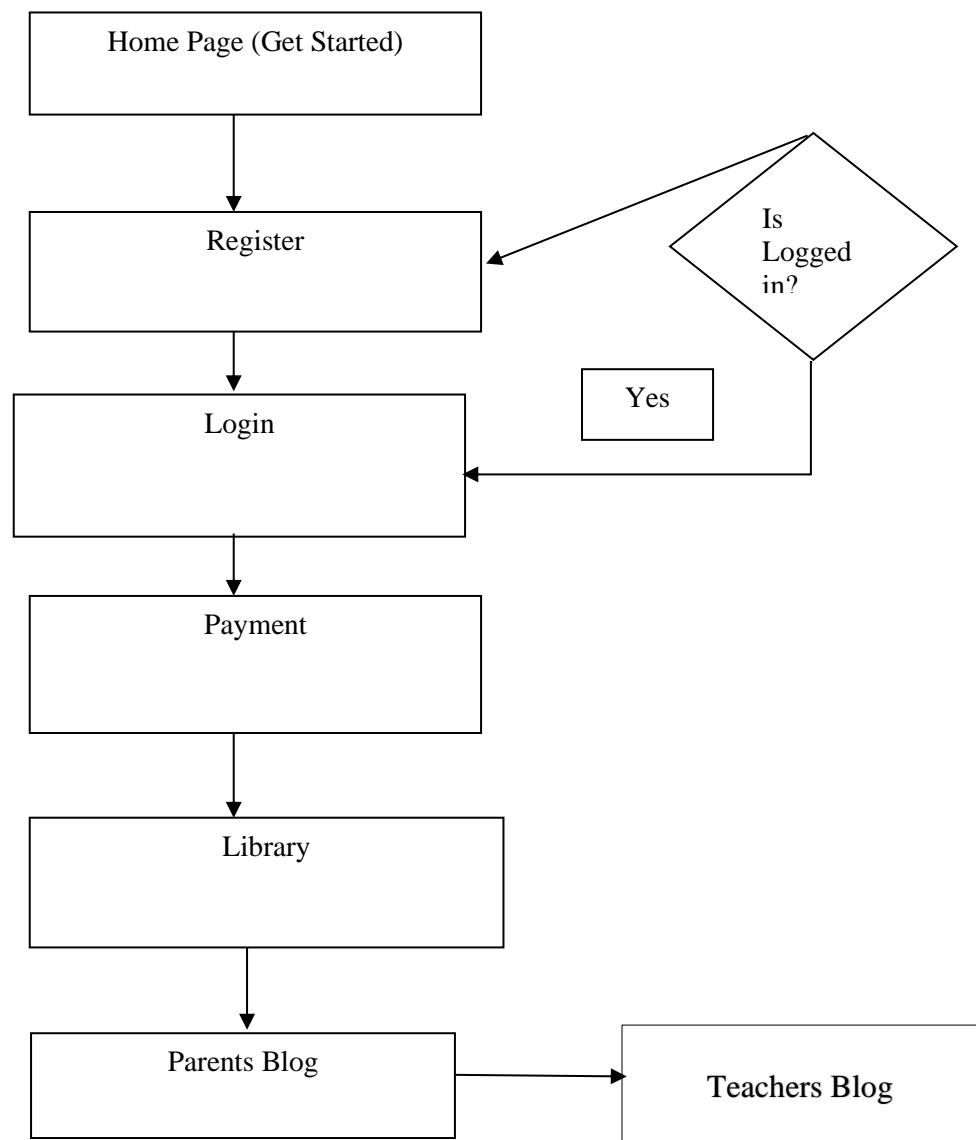 Home Page (Get Started)
Register
Is
Logged
in?
Yes
Login
Payment
Library
Parents Blog
Teachers Blog